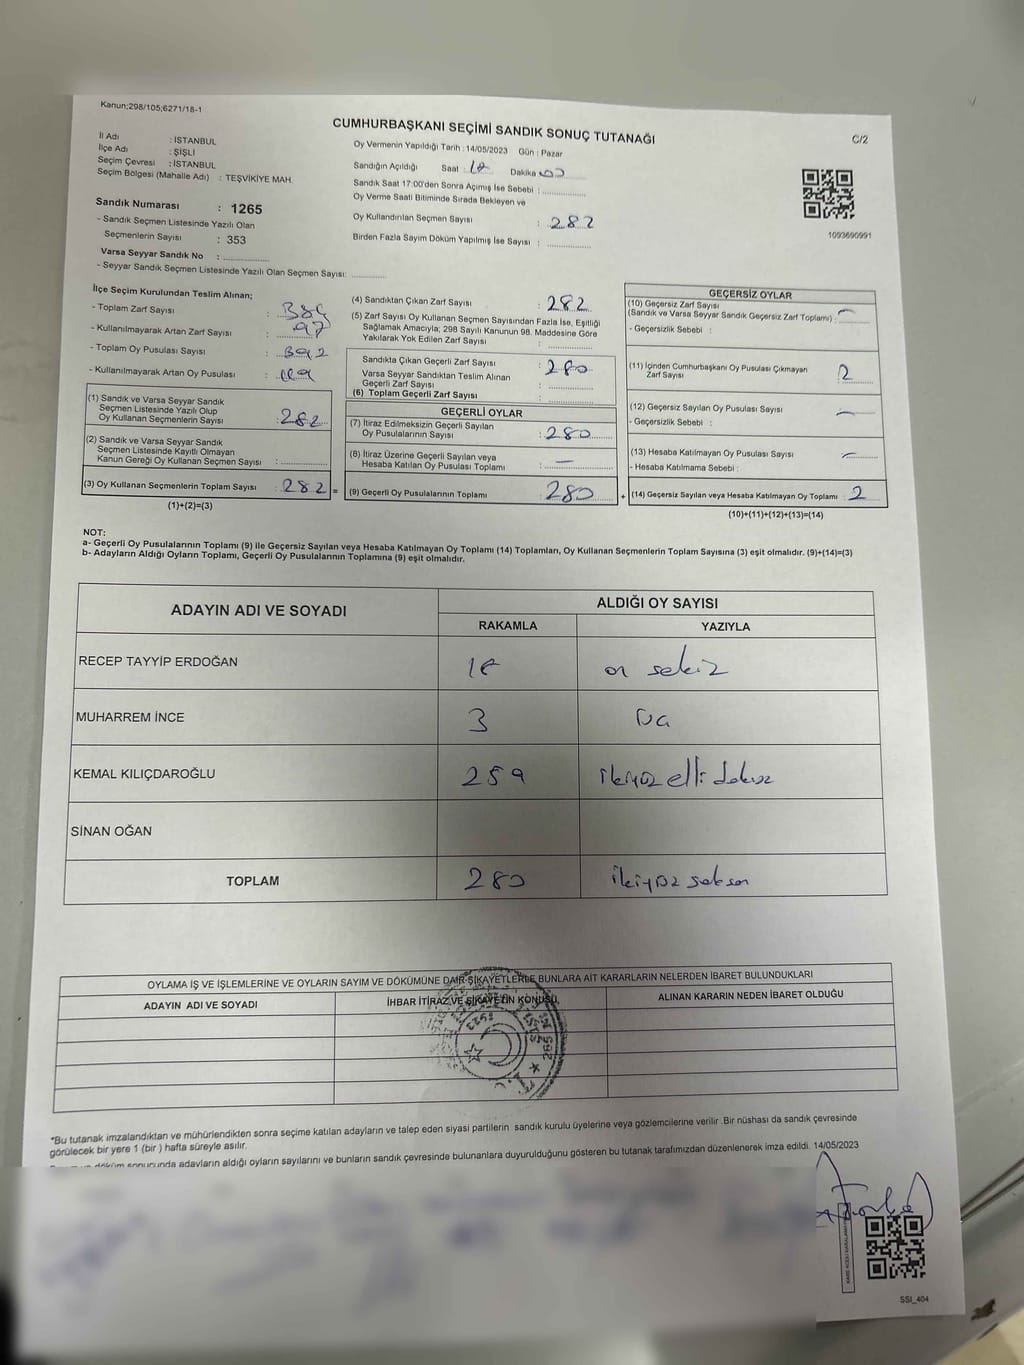 Kanun;298/105;6271/18-1
CUMHURBAŞKANI SEÇİMİ SANDIK SONUÇ TUTANAĞI
C/2
İl Adı : İSTANBUL
İlçe Adı : ŞİŞLİ
Seçim Çevresi : İSTANBUL
Seçim Bölgesi (Mahalle Adı) : TEŞVİKİYE MAH.
Sandık Numarası : 1265
- Sandık Seçmen Listesinde Yazılı Olan
Seçmenlerin Sayısı : 353
Varsa Seyyar Sandık No :
- Seyyar Sandık Seçmen Listesinde Yazılı Olan Seçmen Sayısı:
Oy Vermenin Yapıldığı Tarih : 14/05/2023 Gün : Pazar
Sandığın Açıldığı Saat : Dakika
Sandık Saat 17:00'den Sonra Açımış İse Sebebi :
Oy Verme Saati Bitiminde Sırada Bekleyen ve
Oy Kullandırılan Seçmen Sayısı : 282
Birden Fazla Sayım Döküm Yapılmış İse Sayısı :
1093690991
İlçe Seçim Kurulundan Teslim Alınan;
- Toplam Zarf Sayısı :
- Kullanılmayarak Artan Zarf Sayısı : 97
- Toplam Oy Pusulası Sayısı : 392
- Kullanılmayarak Artan Oy Pusulası :
(1) Sandık ve Varsa Seyyar Sandık
Seçmen Listesinde Yazılı Olup
Oy Kullanan Seçmenlerin Sayısı : 282
(2) Sandık ve Varsa Seyyar Sandık
Seçmen Listesinde Kayıtlı Olmayan
Kanun Gereği Oy Kullanan Seçmen Sayısı :
(3) Oy Kullanan Seçmenlerin Toplam Sayısı : 282 =
(1)+(2)=(3)
(4) Sandıktan Çıkan Zarf Sayısı : 282
(5) Zarf Sayısı Oy Kullanan Seçmen Sayısından Fazla İse, Eşitliği
Sağlamak Amacıyla; 298 Sayılı Kanunun 98. Maddesine Göre
Yakılarak Yok Edilen Zarf Sayısı :
Sandıkta Çıkan Geçerli Zarf Sayısı : 280
Varsa Seyyar Sandıktan Teslim Alınan
Geçerli Zarf Sayısı :
(6) Toplam Geçerli Zarf Sayısı :
GEÇERLİ OYLAR
(7) İtiraz Edilmeksizin Geçerli Sayılan
Oy Pusulalarının Sayısı : 280
(8) İtiraz Üzerine Geçerli Sayılan veya
Hesaba Katılan Oy Pusulası Toplamı : —
(9) Geçerli Oy Pusulalarının Toplamı 280 +
GEÇERSİZ OYLAR
(10) Geçersiz Zarf Sayısı
(Sandık ve Varsa Seyyar Sandık Geçersiz Zarf Toplamı) : —
- Geçersizlik Sebebi :
(11) İçinden Cumhurbaşkanı Oy Pusulası Çıkmayan
Zarf Sayısı : 2
(12) Geçersiz Sayılan Oy Pusulası Sayısı —
- Geçersizlik Sebebi :
(13) Hesaba Katılmayan Oy Pusulası Sayısı —
- Hesaba Katılmama Sebebi :
(14) Geçersiz Sayılan veya Hesaba Katılmayan Oy Toplamı : 2
(10)+(11)+(12)+(13)=(14)
NOT:
a- Geçerli Oy Pusulalarının Toplamı (9) ile Geçersiz Sayılan veya Hesaba Katılmayan Oy Toplamı (14) Toplamları, Oy Kullanan Seçmenlerin Toplam Sayısına (3) eşit olmalıdır. (9)+(14)=(3)
b- Adayların Aldığı Oyların Toplamı, Geçerli Oy Pusulalarının Toplamına (9) eşit olmalıdır.
ADAYIN ADI VE SOYADI
ALDIĞI OY SAYISI
RAKAMLA YAZIYLA
RECEP TAYYİP ERDOĞAN 18 on sekiz
MUHARREM İNCE 3
KEMAL KILIÇDAROĞLU 259 ikiyüz elli dokuz
SİNAN OĞAN
TOPLAM 280 ikiyüz seksen
OYLAMA İŞ VE İŞLEMLERİNE VE OYLARIN SAYIM VE DÖKÜMÜNE DAİR ŞİKAYETLERLE BUNLARA AİT KARARLARIN NELERDEN İBARET BULUNDUKLARI
ADAYIN ADI VE SOYADI İHBAR İTİRAZ VE ŞİKAYETİN KONUSU ALINAN KARARIN NEDEN İBARET OLDUĞU
*Bu tutanak imzalandıktan ve mühürlendikten sonra seçime katılan adayların ve talep eden siyasi partilerin sandık kurulu üyelerine veya gözlemcilerine verilir .Bir nüshası da sandık çevresinde
görülecek bir yere 1 (bir ) hafta süreyle asılır.
sonucunda adayların aldığı oyların sayılarını ve bunların sandık çevresinde bulunanlara duyurulduğunu gösteren bu tutanak tarafımızdan düzenlenerek imza edildi. 14/05/2023
SSI_404